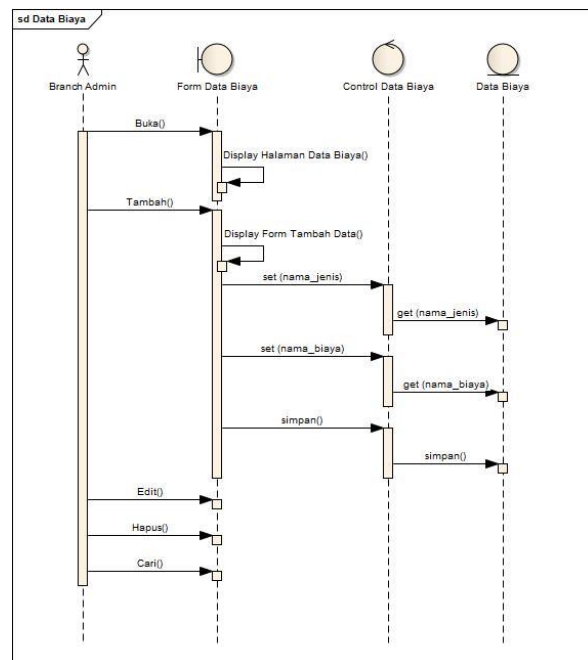 sd Data Biaya
Branch Admin
Form Data Biaya
Control Data Biaya
Data Biaya
Buka()
Display Halaman Data Biaya()
Tambah()
Display Form Tambah Data()
set (nama_jenis)
get (nama_jenis)
set (nama_biaya)
get (nama_biaya)
simpan()
simpan()
Edit()
Hapus()
Cari()